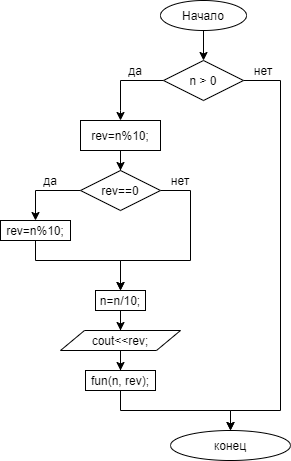 Начало
n > 0
да
нет
rev=n%10;
rev==0
да
нет
rev=n%10;
n=n/10;
cout<<rev;
fun(n, rev);
конец